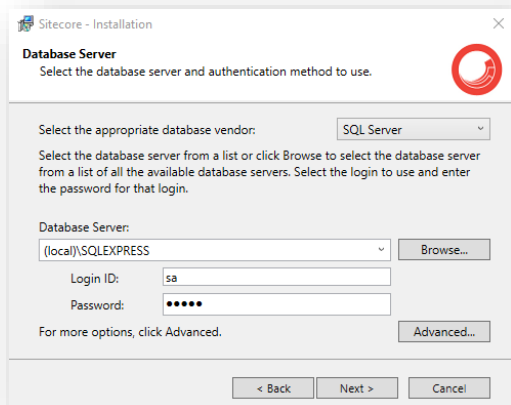 Sitecore - Installation
Database Server
Select the database server and authentication method to use.
Select the appropriate database vendor: SQL Server
Select the database server from a list or click Browse to select the database server
from a list of all the available database servers. Select the login to use and enter
the password for that login.
Database Server:
(local)\SQLEXPRESS Browse...
Login ID: sa
Password: •••••
For more options, click Advanced. Advanced...
< Back Next > Cancel